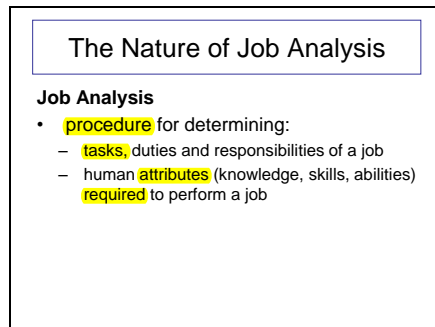 The Nature of Job Analysis
Job Analysis
• procedure for determining:
– tasks, duties and responsibilities of a job
– human attributes (knowledge, skills, abilities)
required to perform a job